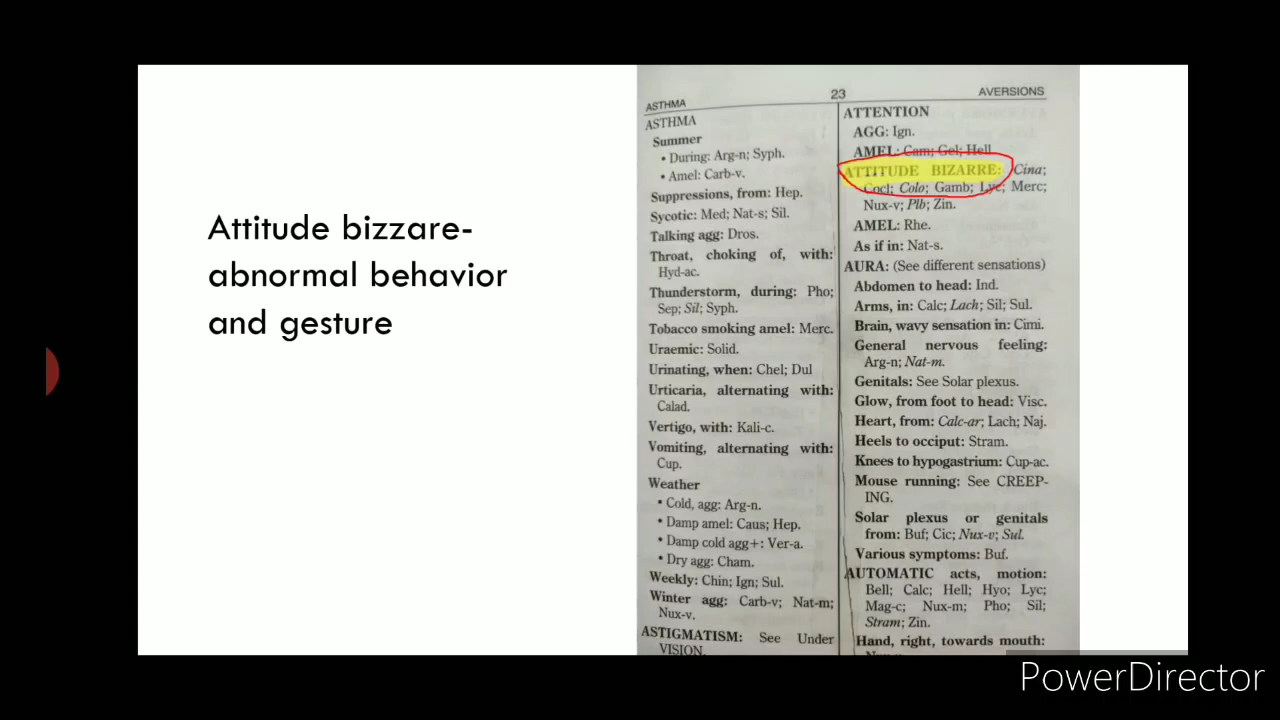 Attitude bizzare-
abnormal behavior
and gesture
ASTHMA
23
AVERSIONS
ASTHMA
Summer
• During: Arg-n; Syph.
• Amel: Carb-v.
Suppressions, from: Hep.
Sycotic: Med; Nat-s; Sil.
Talking agg: Dros.
Throat, choking of, with:
Hyd-ac.
Thunderstorm, during: Pho;
Sep; Sil; Syph.
Tobacco smoking amel: Merc.
Uraemic: Solid.
Urinating, when: Chel; Dul
Urticaria, alternating with:
Calad.
Vertigo, with: Kali-c.
Vomiting, alternating with:
Cup.
Weather
• Cold, agg: Arg-n.
• Damp amel: Caus; Hep.
• Damp cold agg+: Ver-a.
• Dry agg: Cham.
Weekly: Chin; Ign; Sul.
Winter agg: Carb-v; Nat-m;
Nux-v.
ASTIGMATISM: See Under
VISION.
ATTENTION
AGG: Ign.
AMEL: Cam; Gel; Hell
ATTITUDE BIZARRE: Cina;
Cocl; Colo; Gamb; Lyc; Merc;
Nux-v; Plb; Zin.
AMEL: Rhe.
As if in: Nat-s.
AURA: (See different sensations)
Abdomen to head: Ind.
Arms, in: Calc; Lach; Sil; Sul.
Brain, wavy sensation in: Cimi.
General nervous feeling:
Arg-n; Nat-m.
Genitals: See Solar plexus.
Glow, from foot to head: Visc.
Heart, from: Calc-ar; Lach; Naj.
Heels to occiput: Stram.
Knees to hypogastrium: Cup-ac.
Mouse running: See CREEP-
ING.
Solar plexus or genitals
from: Buf; Cic; Nux-v; Sul.
Various symptoms: Buf.
AUTOMATIC acts, motion:
Bell; Calc; Hell; Hyo; Lyc;
Mag-c; Nux-m; Pho; Sil;
Stram; Zin.
Hand, right, towards mouth:
PowerDirector